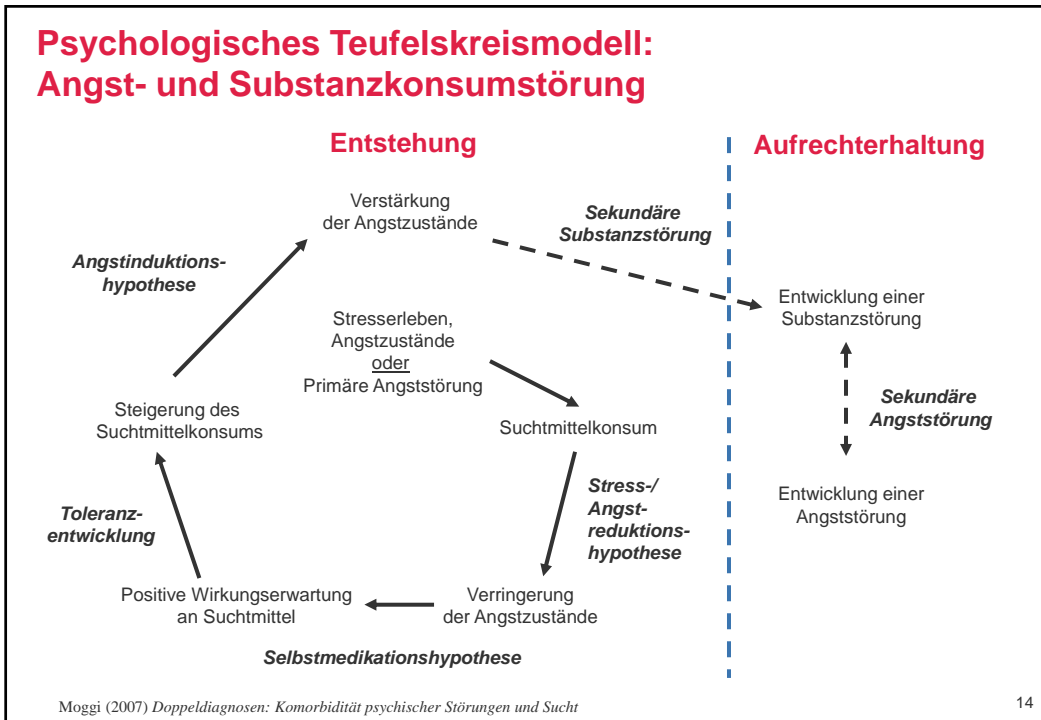 Psychologisches Teufelskreismodell:
Angst- und Substanzkonsumstörung
Entstehung
Aufrechterhaltung
Verstärkung
der Angstzustände
Sekundäre
Substanzstörung
Angstinduktions-
hypothese
Entwicklung einer
Substanzstörung
Stresserleben,
Angstzustände
oder
Primäre Angststörung
Steigerung des
Suchtmittelkonsums
Suchtmittelkonsum
Sekundäre
Angststörung
Stress-/
Angst-
reduktions-
hypothese
Entwicklung einer
Angststörung
Toleranz-
entwicklung
Positive Wirkungserwartung
an Suchtmittel
Verringerung
der Angstzustände
Selbstmedikationshypothese
Moggi (2007) Doppeldiagnosen: Komorbidität psychischer Störungen und Sucht
14